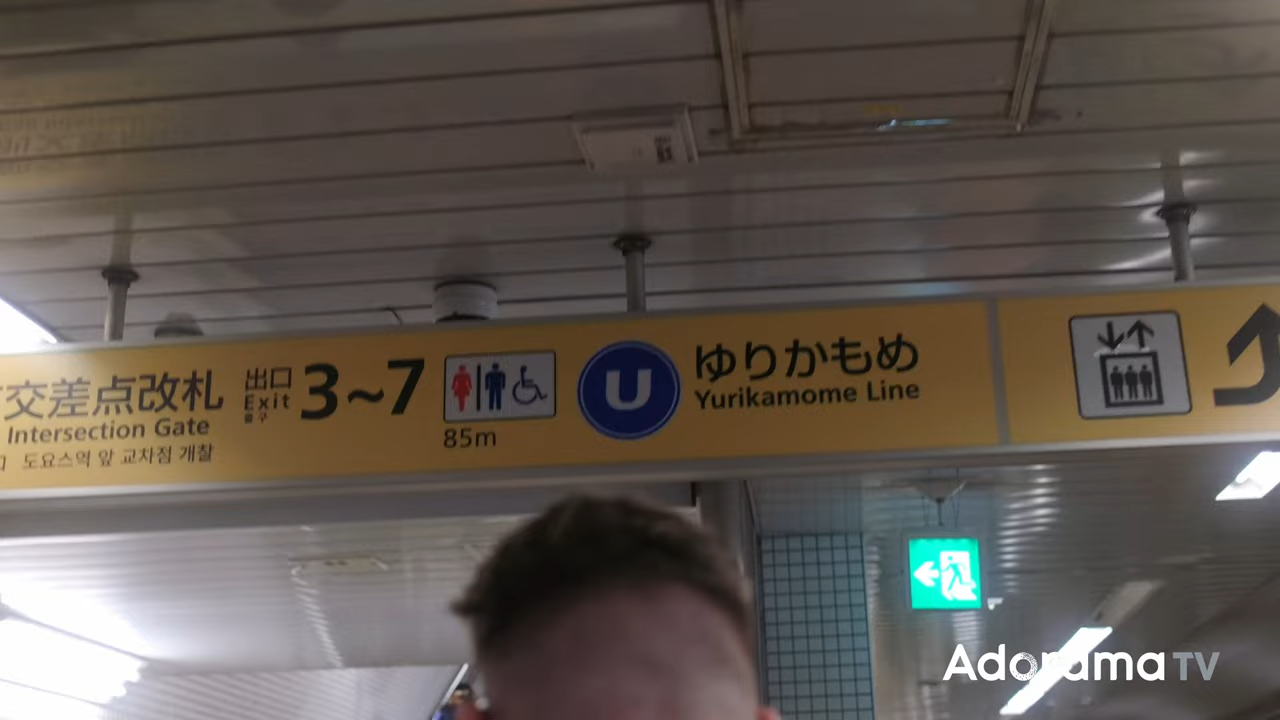 交差点改札
Intersection Gate
도요스역 앞 교차점 개찰
出口
Exit
출구
3~7
85m
U
ゆりかもめ
Yurikamome Line
Adorama TV